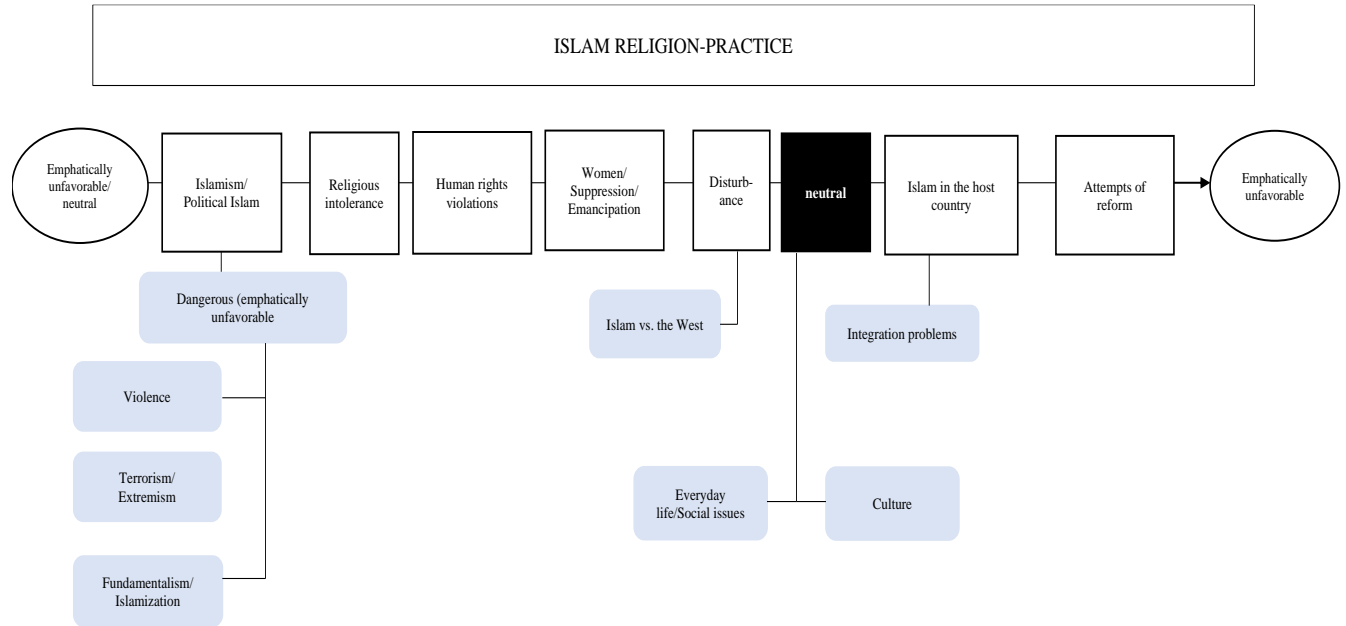 ISLAM RELIGION-PRACTICE
Emphatically
unfavorable/
neutral
Islamism/
Political Islam
Religious
intolerance
Human rights
violations
Women/
Suppression/
Emancipation
Disturb-
ance
neutral
Islam in the host
country
Attempts of
reform
Emphatically
unfavorable
Dangerous (emphatically
unfavorable
Islam vs. the West
Integration problems
Violence
Terrorism/
Extremism
Everyday
life/Social issues
Culture
Fundamentalism/
Islamization